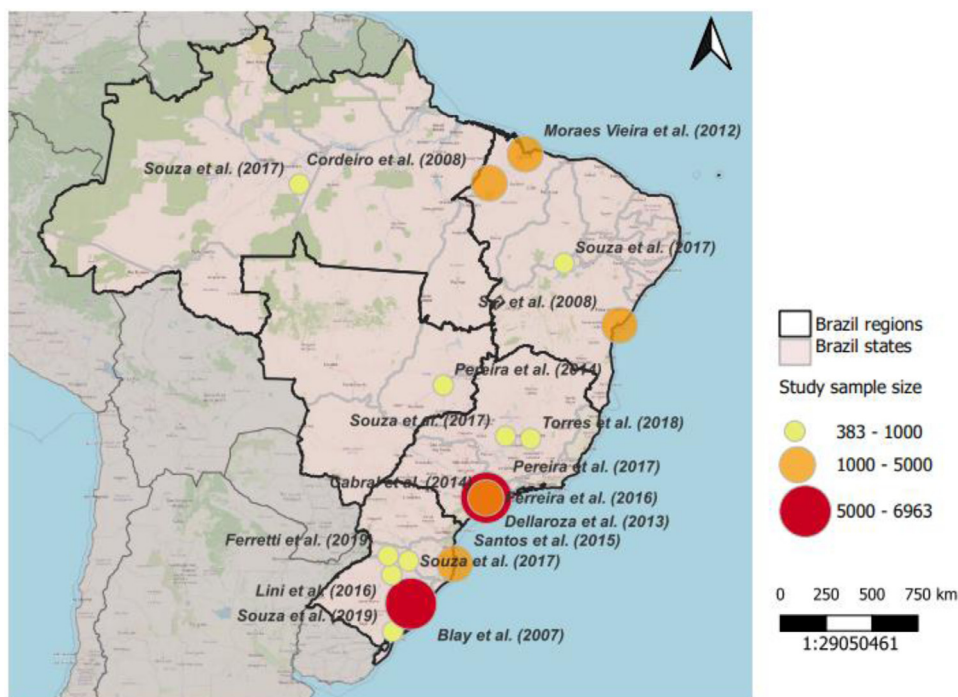 Moraes Vieira et al. (2012)
Cordeiro et al. (2008)
Souza et al. (2017)
Souza et al. (2017)
S� et al. (2008)
Pereira et al. (2014)
Souza et al. (2017)
Torres et al. (2018)
Pereira et al. (2017)
Cabral et al. (2014)
Perreira et al. (2016)
Dellaroza et al. (2013)
Santos et al. (2015)
Ferretti et al. (2019)
Souza et al. (2017)
Lini et al. (2016)
Souza et al. (2019)
Blay et al. (2007)
Brazil regions
Brazil states
Study sample size
383 - 1000
1000 - 5000
5000 - 6963
0 250 500 750 km
1:29050461